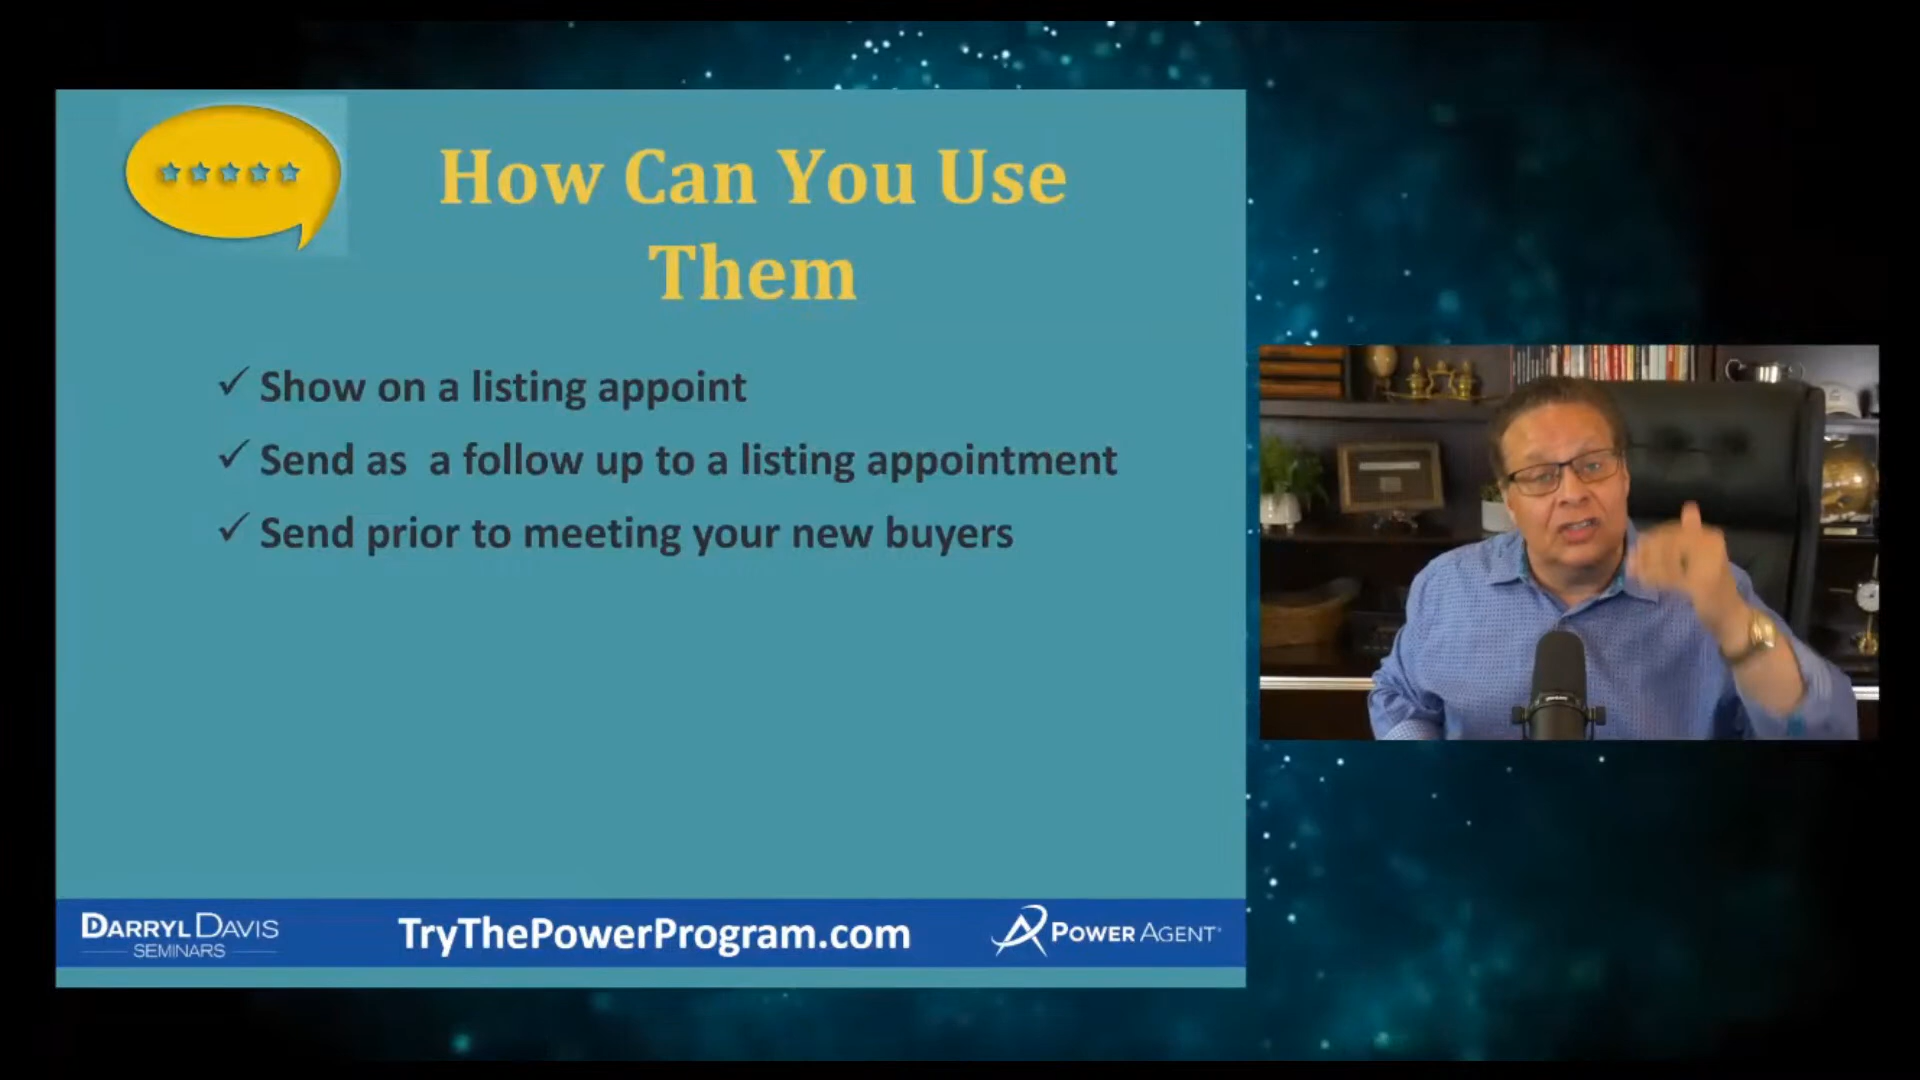 How Can You Use
Them
✓ Show on a listing appoint
✓ Send as  a follow up to a listing appointment
✓ Send prior to meeting your new buyers
DARRYL DAVIS
SEMINARS
TryThePowerProgram.com
POWER AGENT